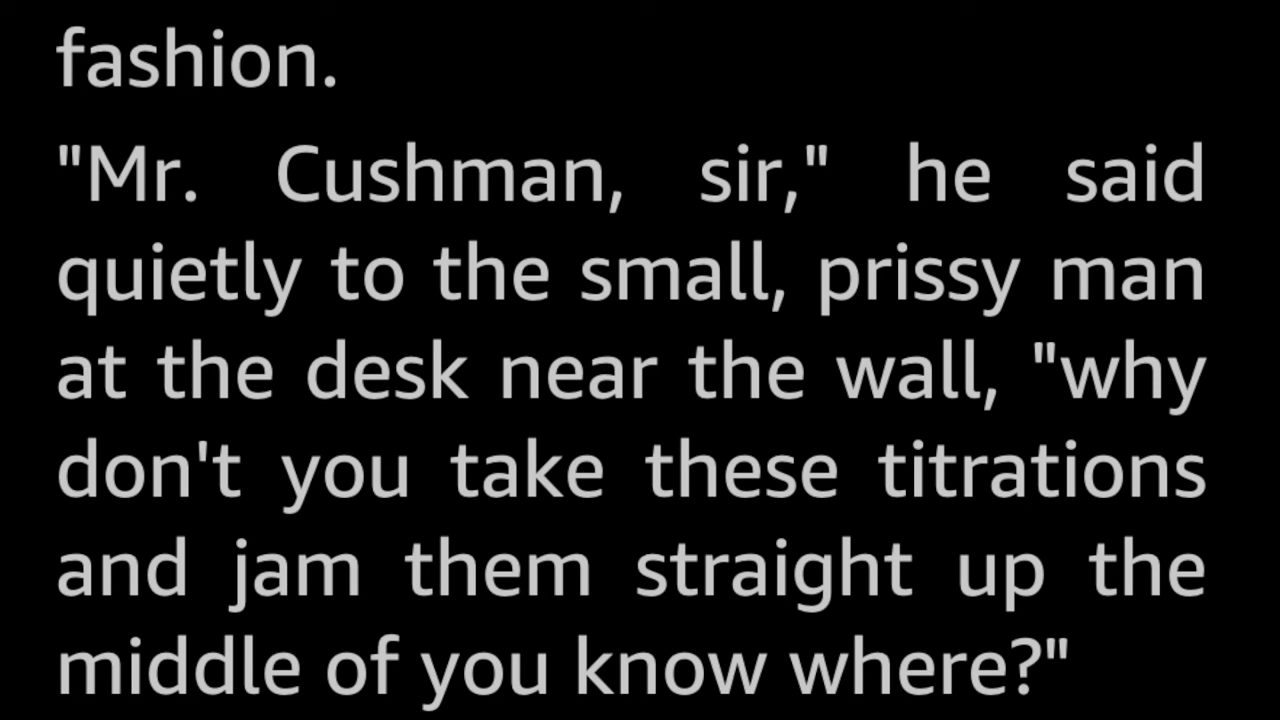 fashion.
"Mr. Cushman, sir," he said
quietly to the small, prissy man
at the desk near the wall, "why
don't you take these titrations
and jam them straight up the
middle of you know where?"